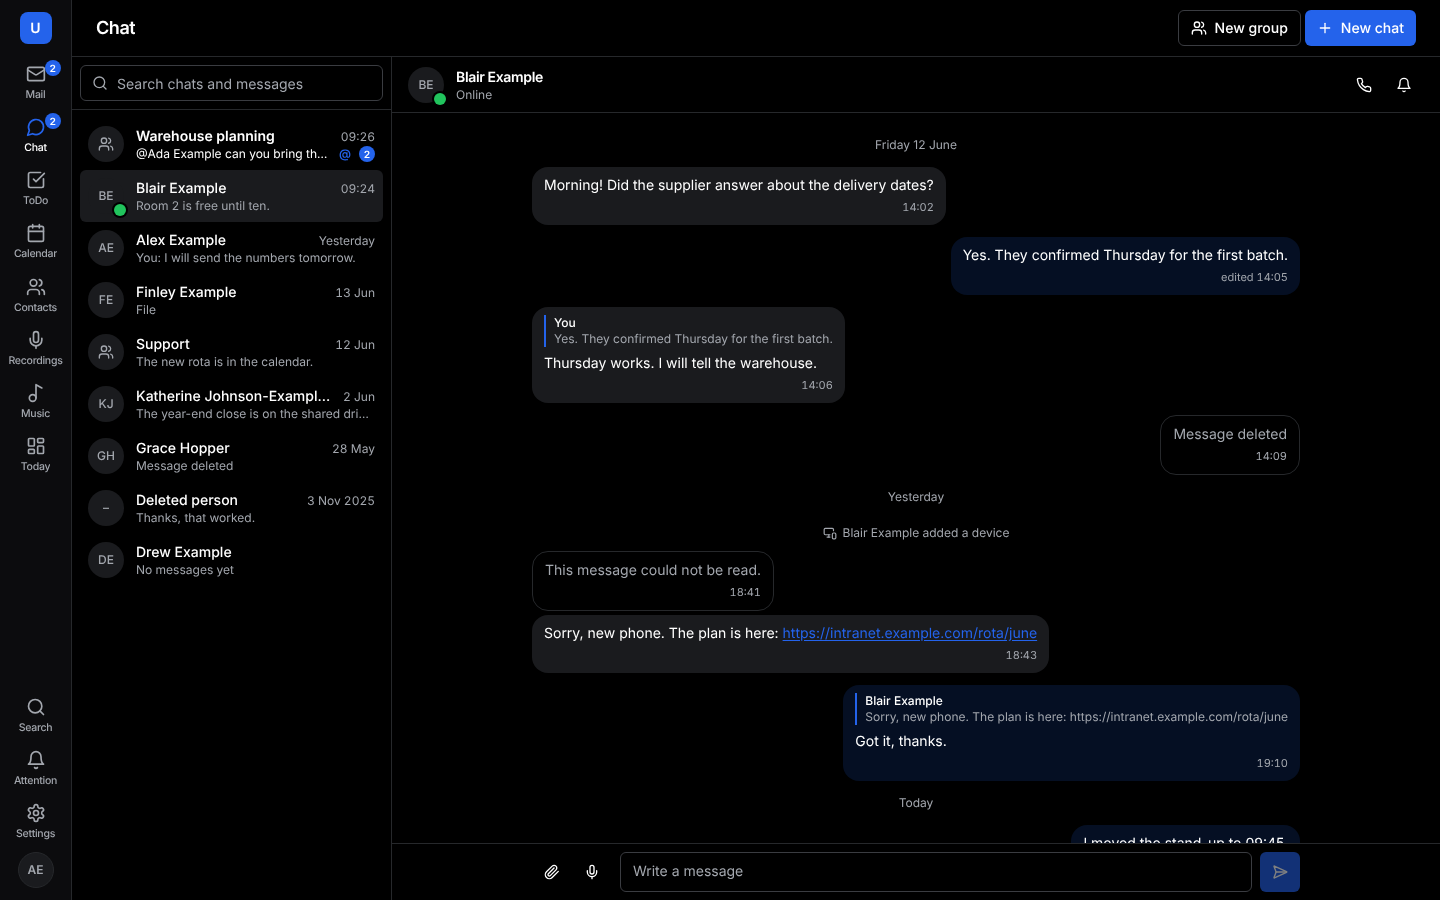 U
Mail
2
Chat
2
ToDo
Calendar
Contacts
Recordings
Music
Today
Search
Attention
Settings
AE
Chat
New group
New chat
Search chats and messages
Warehouse planning
09:26
@Ada Example can you bring th...
@
2
BE
Blair Example
09:24
Room 2 is free until ten.
AE
Alex Example
Yesterday
You: I will send the numbers tomorrow.
FE
Finley Example
13 Jun
File
Support
12 Jun
The new rota is in the calendar.
KJ
Katherine Johnson-Exampl...
2 Jun
The year-end close is on the shared dri...
GH
Grace Hopper
28 May
Message deleted
–
Deleted person
3 Nov 2025
Thanks, that worked.
DE
Drew Example
No messages yet
BE
Blair Example
Online
Friday 12 June
Morning! Did the supplier answer about the delivery dates?
14:02
Yes. They confirmed Thursday for the first batch.
edited 14:05
You
Yes. They confirmed Thursday for the first batch.
Thursday works. I will tell the warehouse.
14:06
Message deleted
14:09
Yesterday
Blair Example added a device
This message could not be read.
18:41
Sorry, new phone. The plan is here: https://intranet.example.com/rota/june
18:43
Blair Example
Sorry, new phone. The plan is here: https://intranet.example.com/rota/june
Got it, thanks.
19:10
Today
I moved the stand-up to 09:45.
Write a message